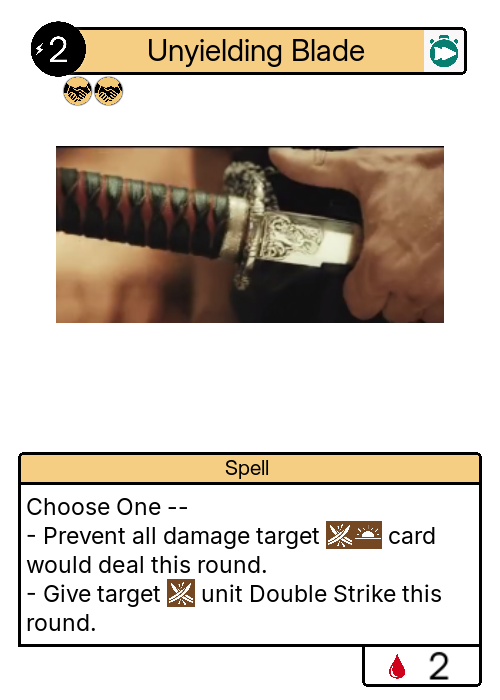 2
Unyielding Blade
Spell
Choose One --
- Prevent all damage target card
would deal this round.
- Give target unit Double Strike this
round.
2